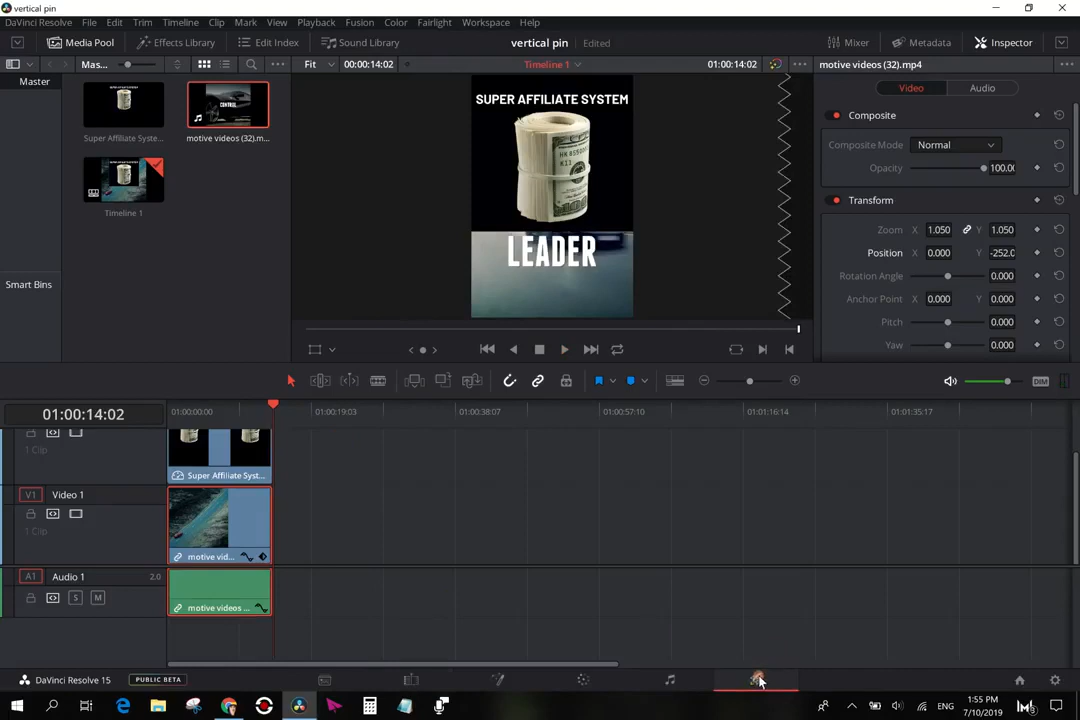 vertical pin
DaVinci Resolve File Edit Trim Timeline Clip Mark View Playback Fusion Color Fairlight Workspace Help
Media Pool Effects Library Edit Index Sound Library vertical pin Edited Mixer Metadata Inspector
Mas... Fit 00:00:14:02 Timeline 1 01:00:14:02 motive videos (32).mp4
Master
Video Audio
CONTROL
SUPER AFFILIATE SYSTEM
Composite
Super Affiliate Syste... motive videos (32).m...
Composite Mode Normal
Opacity 100.00
Transform
Zoom X 1.050 Y 1.050
Timeline 1
LEADER
Position X 0.000 Y -252.0
Rotation Angle 0.000
Smart Bins
Anchor Point X 0.000 Y 0.000
Pitch 0.000
Yaw 0.000
DIM
01:00:14:02 01:00:00:00 01:00:19:03 01:00:38:07 01:00:57:10 01:01:16:14 01:01:35:17
1 Clip
Super Affiliate Syst...
V1 Video 1
1 Clip
motive vid...
A1 Audio 1 2.0
S M
motive videos ...
DaVinci Resolve 15 PUBLIC BETA
ENG
1:55 PM
7/10/2019